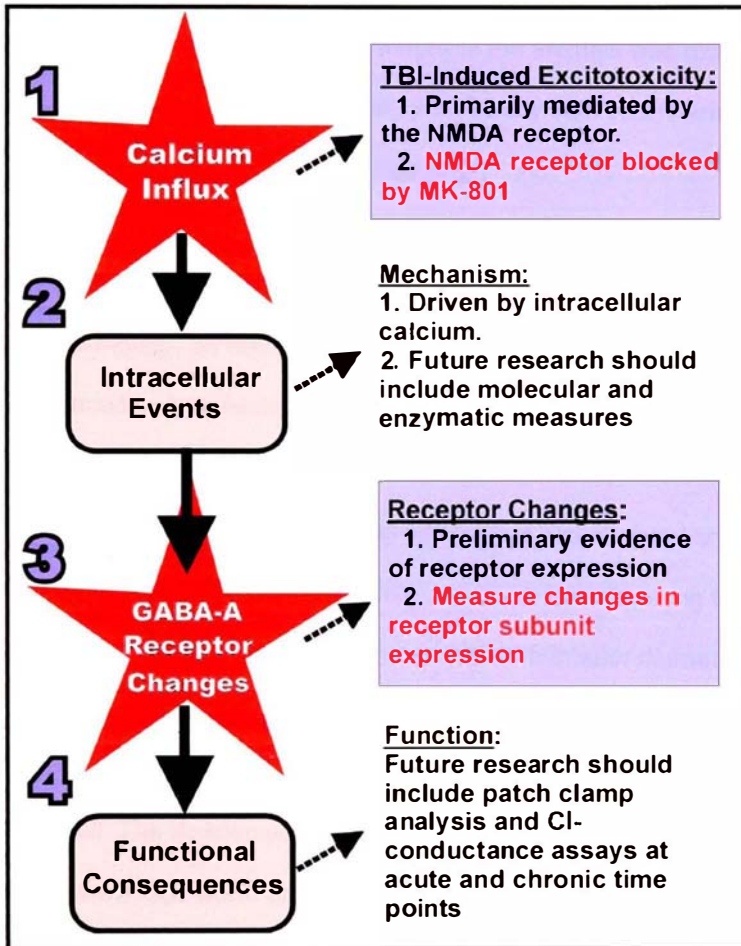 1
Calcium
Influx
TBI-Induced Excitotoxicity:
1. Primarily mediated by
the NMDA receptor.
2. NMDA receptor blocked
by MK-801
2
Intracellular
Events
Mechanism:
1. Driven by intracellular
calcium.
2. Future research should
include molecular and
enzymatic measures
3
GABA-A
Receptor
Changes
Receptor Changes:
1. Preliminary evidence
of receptor expression
2. Measure changes in
receptor subunit
expression
4
Functional
Consequences
Function:
Future research should
include patch clamp
analysis and Cl-
conductance assays at
acute and chronic time
points